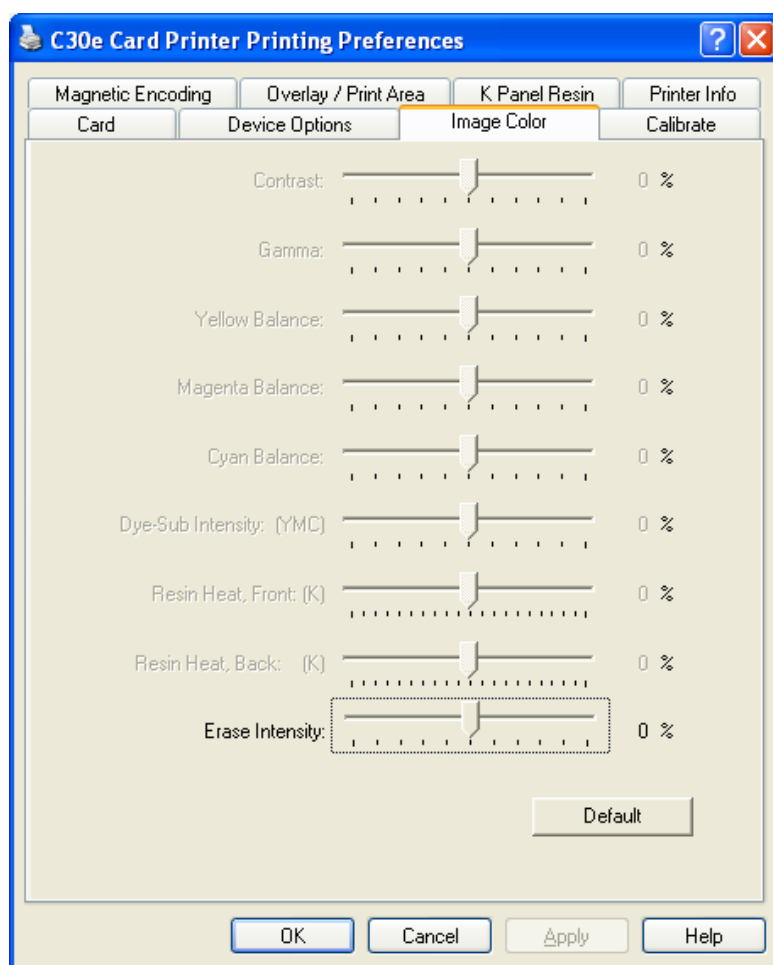 C30e Card Printer Printing Preferences
Magnetic Encoding Overlay / Print Area K Panel Resin Printer Info
Card Device Options Image Color Calibrate
Contrast: 0 %
Gamma: 0 %
Yellow Balance: 0 %
Magenta Balance: 0 %
Cyan Balance: 0 %
Dye-Sub Intensity: (YMC) 0 %
Resin Heat, Front: (K) 0 %
Resin Heat, Back: (K) 0 %
Erase Intensity: 0 %
Default
OK Cancel Apply Help